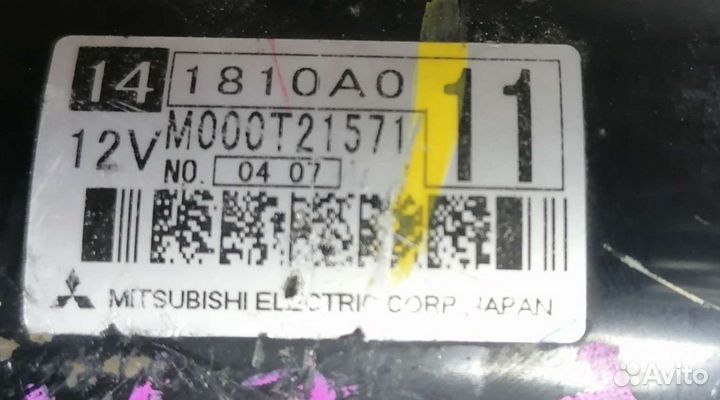 14 1810A0 11
12V M000T21571
NO. 04 07
MITSUBISHI ELECTRIC CORP. JAPAN
Avito